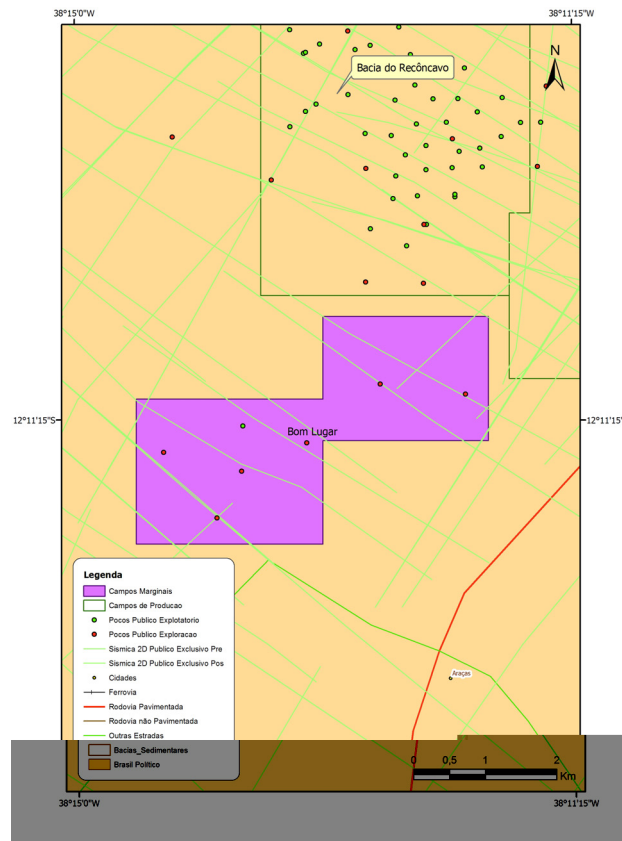 38°15'0"W
38°11'15"W
N
Bacia do Recôncavo
12°11'15"S
12°11'15"S
Bom Lugar
Legenda
Campos Marginais
Campos de Producao
Pocos Publico Explotatorio
Pocos Publico Exploracao
Sismica 2D Publico Exclusivo Pre
Sismica 2D Publico Exclusivo Pos
Cidades
Ferrovia
Rodovia Pavimentada
Rodovia não Pavimentada
Outras Estradas
Bacias_Sedimentares
Brasil Político
Araças
0 0,5 1 2
Km
38°15'0"W
38°11'15"W